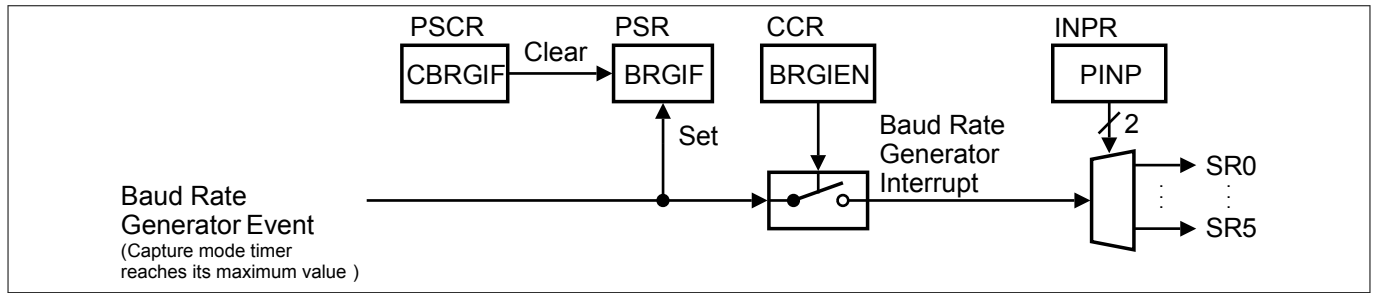 PSCR
PSR
CCR
INPR
CBRGIF
Clear
BRGIF
BRGIEN
PINP
2
Set
Baud Rate
Generator
Interrupt
SR0
SR5
Baud Rate
Generator Event
(Capture mode timer
reaches its maximum value )